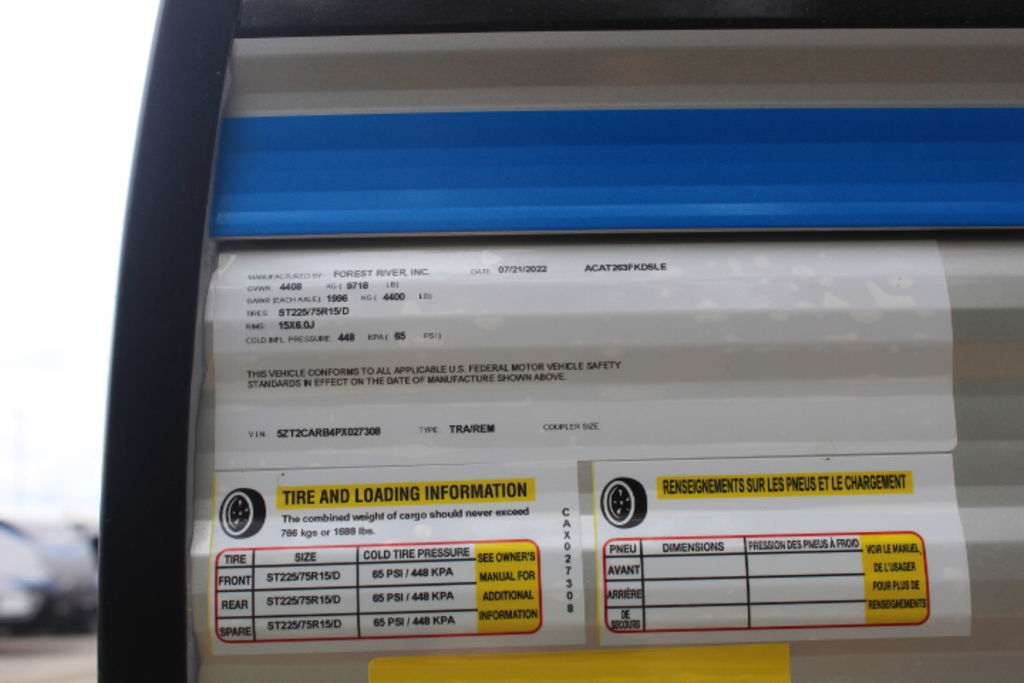 MANUFACTURED BY FOREST RIVER, INC. DATE 07/21/2022 ACAT263FKDSLE
GVWR 4408 KG ( 9718 LB)
GAWR (EACH AXLE) 1996 KG ( 4400 LB)
TIRES ST225/75R15/D
RIMS 15X6.0J
COLD INFL. PRESSURE 448 KPA ( 65 PSI)
THIS VEHICLE CONFORMS TO ALL APPLICABLE U.S. FEDERAL MOTOR VEHICLE SAFETY
STANDARDS IN EFFECT ON THE DATE OF MANUFACTURE SHOWN ABOVE.
VIN 5ZT2CARB4PX027308 TYPE TRA/REM COUPLER SIZE
TIRE AND LOADING INFORMATION
The combined weight of cargo should never exceed
766 kgs or 1688 lbs.
TIRE SIZE COLD TIRE PRESSURE
FRONT ST225/75R15/D 65 PSI / 448 KPA
REAR ST225/75R15/D 65 PSI / 448 KPA
SPARE ST225/75R15/D 65 PSI / 448 KPA
SEE OWNER'S
MANUAL FOR
ADDITIONAL
INFORMATION
CAX027308
RENSEIGNEMENTS SUR LES PNEUS ET LE CHARGEMENT
PNEU DIMENSIONS PRESSION DES PNEUS À FROID
AVANT
ARRIÈRE
DE
SECOURS
VOIR LE MANUEL
DE L'USAGER
POUR PLUS DE
RENSEIGNEMENTS